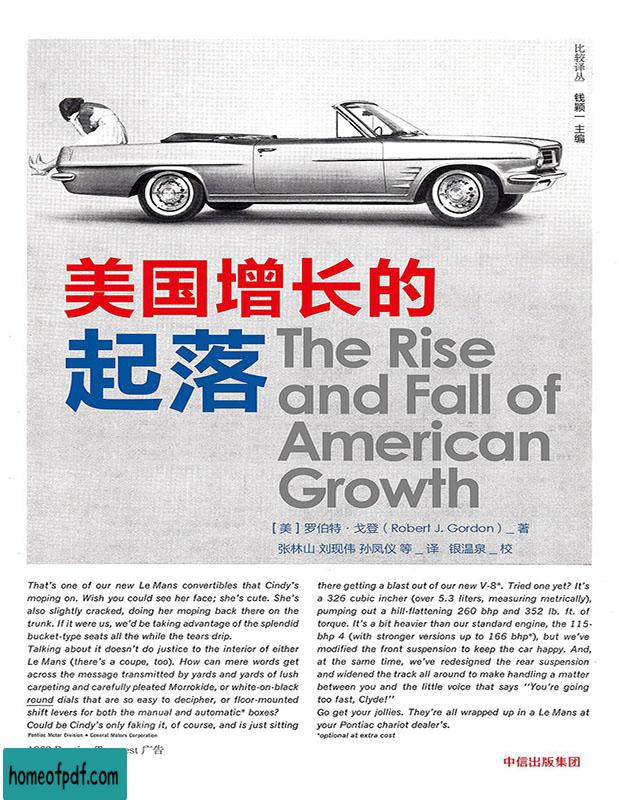 比较译丛 钱颖一 主编
美国增长的
起落
The Rise
and Fall of
American
Growth
［美］罗伯特·戈登（Robert J. Gordon）_ 著
张林山 刘现伟 孙凤仪 等 _ 译 银温泉 _ 校
That's one of our new Le Mans convertibles that Cindy's
moping on. Wish you could see her face; she's cute. She's
also slightly cracked, doing her moping back there on the
trunk. If it were us, we'd be taking advantage of the splendid
bucket-type seats all the while the tears drip.
Talking about it doesn't do justice to the interior of either
Le Mans (there's a coupe, too). How can mere words get
across the message transmitted by yards and yards of lush
carpeting and carefully pleated Morrokide, or white-on-black
round dials that are so easy to decipher, or floor-mounted
shift levers for both the manual and automatic* boxes?
Could be Cindy's only faking it, of course, and is just sitting
Pontiac Motor Division • General Motors Corporation
there getting a blast out of our new V-8*. Tried one yet? It's
a 326 cubic incher (over 5.3 liters, measuring metrically),
pumping out a hill-flattening 260 bhp and 352 lb. ft. of
torque. It's a bit heavier than our standard engine, the 115-
bhp 4 (with stronger versions up to 166 bhp*), but we've
modified the front suspension to keep the car happy. And,
at the same time, we've redesigned the rear suspension
and widened the track all around to make handling a matter
between you and the little voice that says "You're going
too fast, Clyde!"
Go get your jollies. They're all wrapped up in a Le Mans at
your Pontiac chariot dealer's.
*optional at extra cost
广告
homeofpdf.com
中信出版集团